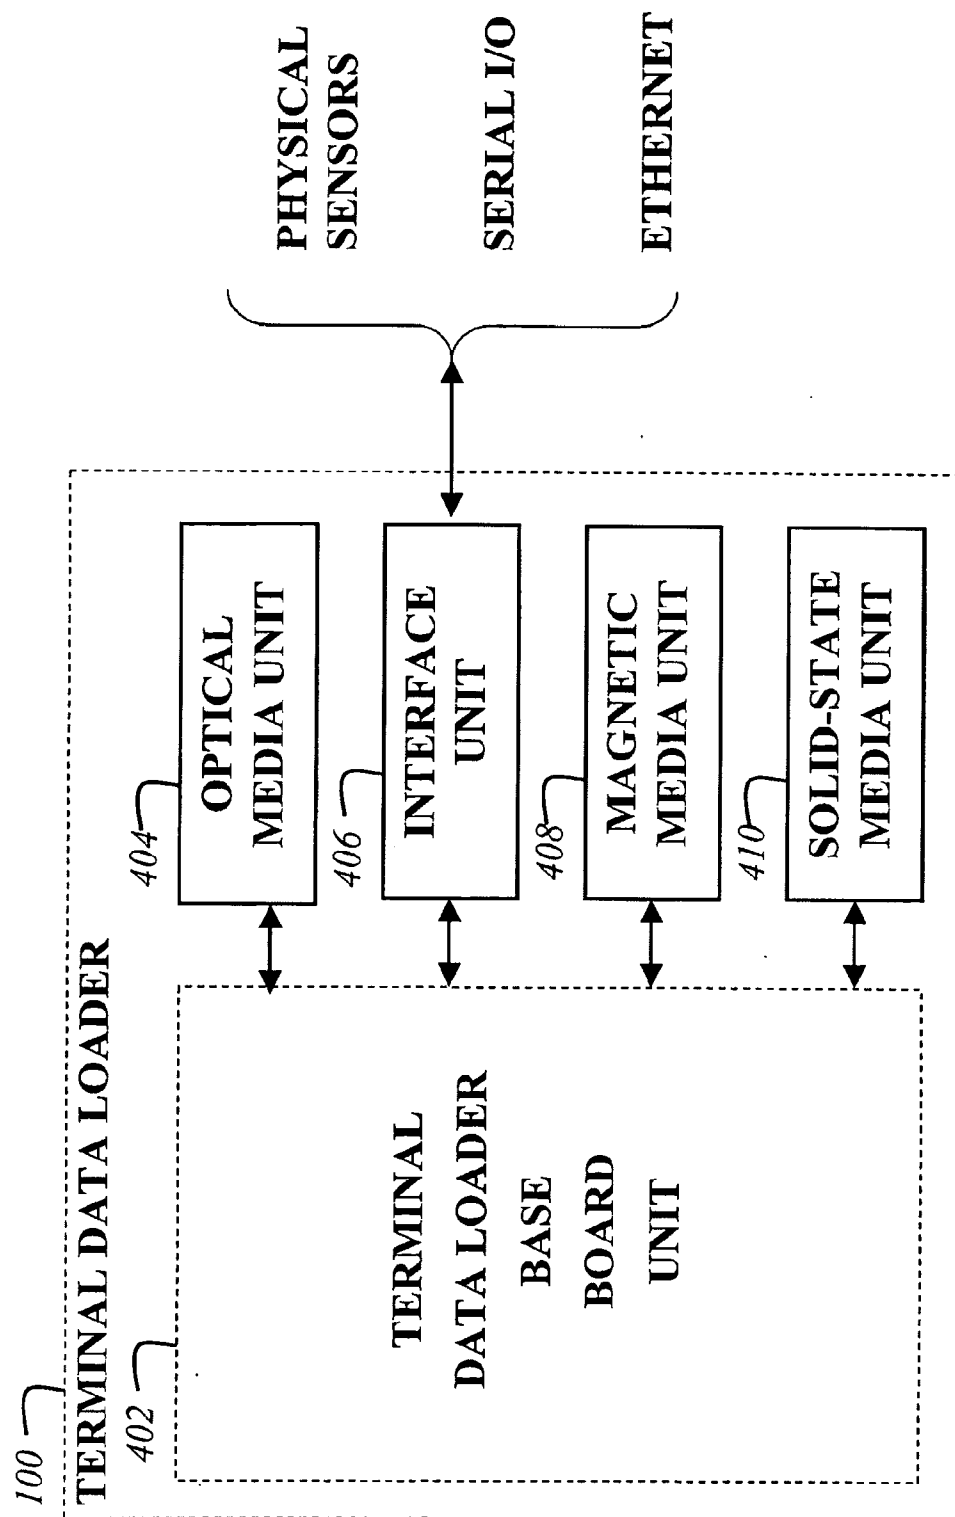 100
TERMINAL DATA LOADER
402
TERMINAL
DATA LOADER
BASE
BOARD
UNIT
404
OPTICAL
MEDIA UNIT
406
INTERFACE
UNIT
408
MAGNETIC
MEDIA UNIT
410
SOLID-STATE
MEDIA UNIT
PHYSICAL
SENSORS
SERIAL I/O
ETHERNET